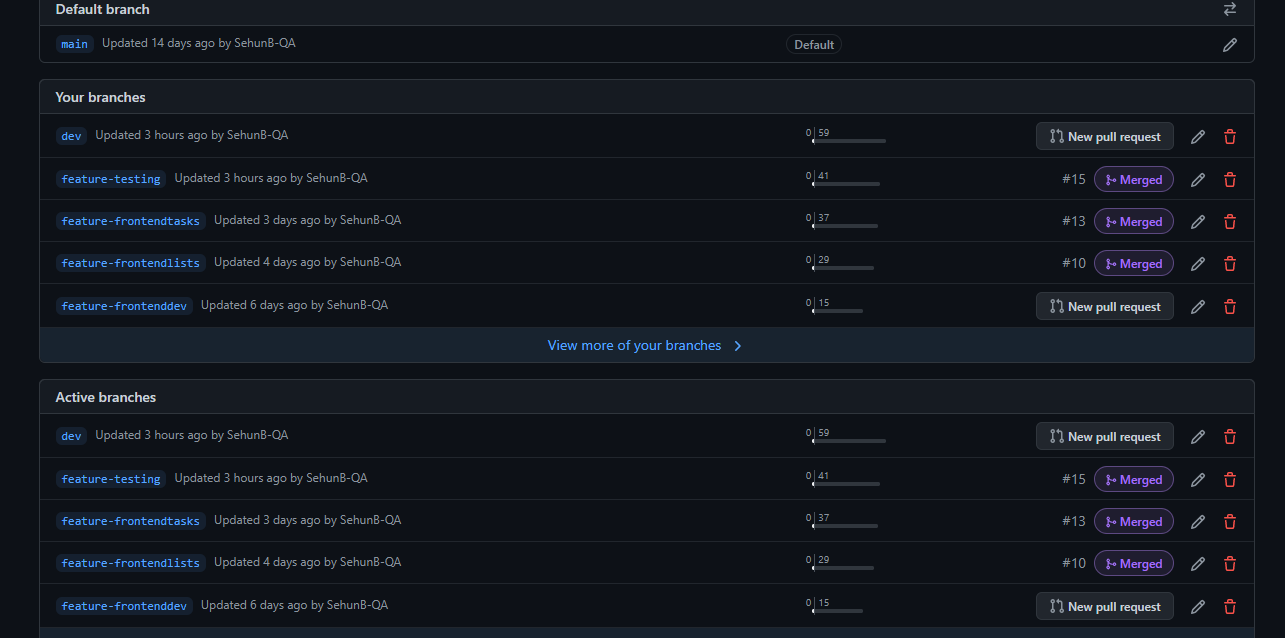 Default branch
main Updated 14 days ago by SehunB-QA Default
Your branches
dev Updated 3 hours ago by SehunB-QA 0 59 New pull request
feature-testing Updated 3 hours ago by SehunB-QA 0 41 #15 Merged
feature-frontendtasks Updated 3 days ago by SehunB-QA 0 37 #13 Merged
feature-frontendlists Updated 4 days ago by SehunB-QA 0 29 #10 Merged
feature-frontenddev Updated 6 days ago by SehunB-QA 0 15 New pull request
View more of your branches
Active branches
dev Updated 3 hours ago by SehunB-QA 0 59 New pull request
feature-testing Updated 3 hours ago by SehunB-QA 0 41 #15 Merged
feature-frontendtasks Updated 3 days ago by SehunB-QA 0 37 #13 Merged
feature-frontendlists Updated 4 days ago by SehunB-QA 0 29 #10 Merged
feature-frontenddev Updated 6 days ago by SehunB-QA 0 15 New pull request